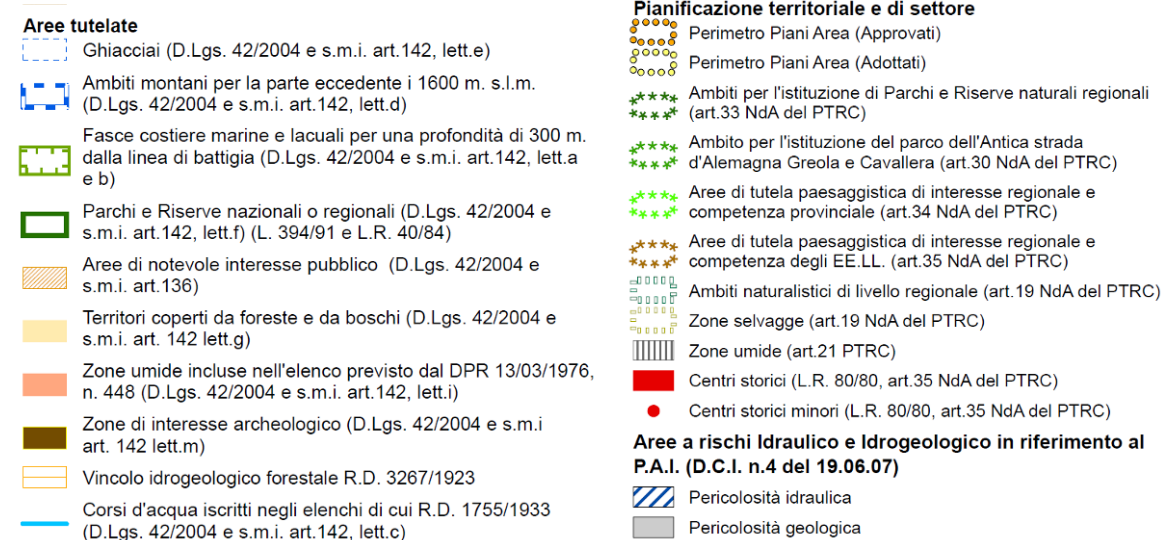 Aree tutelate
Ghiacciai (D.Lgs. 42/2004 e s.m.i. art.142, lett.e)
Ambiti montani per la parte eccedente i 1600 m. s.l.m.
(D.Lgs. 42/2004 e s.m.i. art.142, lett.d)
Fasce costiere marine e lacuali per una profondità di 300 m.
dalla linea di battigia (D.Lgs. 42/2004 e s.m.i. art.142, lett.a
e b)
Parchi e Riserve nazionali o regionali (D.Lgs. 42/2004 e
s.m.i. art.142, lett.f) (L. 394/91 e L.R. 40/84)
Aree di notevole interesse pubblico (D.Lgs. 42/2004 e
s.m.i. art.136)
Territori coperti da foreste e da boschi (D.Lgs. 42/2004 e
s.m.i. art. 142 lett.g)
Zone umide incluse nell'elenco previsto dal DPR 13/03/1976,
n. 448 (D.Lgs. 42/2004 e s.m.i. art.142, lett.i)
Zone di interesse archeologico (D.Lgs. 42/2004 e s.m.i
art. 142 lett.m)
Vincolo idrogeologico forestale R.D. 3267/1923
Corsi d'acqua iscritti negli elenchi di cui R.D. 1755/1933
(D.Lgs. 42/2004 e s.m.i. art.142, lett.c)
Pianificazione territoriale e di settore
Perimetro Piani Area (Approvati)
Perimetro Piani Area (Adottati)
Ambiti per l'istituzione di Parchi e Riserve naturali regionali
(art.33 NdA del PTRC)
Ambito per l'istituzione del parco dell'Antica strada
d'Alemagna Greola e Cavallera (art.30 NdA del PTRC)
Aree di tutela paesaggistica di interesse regionale e
competenza provinciale (art.34 NdA del PTRC)
Aree di tutela paesaggistica di interesse regionale e
competenza degli EE.LL. (art.35 NdA del PTRC)
Ambiti naturalistici di livello regionale (art.19 NdA del PTRC)
Zone selvagge (art.19 NdA del PTRC)
Zone umide (art.21 PTRC)
Centri storici (L.R. 80/80, art.35 NdA del PTRC)
Centri storici minori (L.R. 80/80, art.35 NdA del PTRC)
Aree a rischi Idraulico e Idrogeologico in riferimento al
P.A.I. (D.C.I. n.4 del 19.06.07)
Pericolosità idraulica
Pericolosità geologica